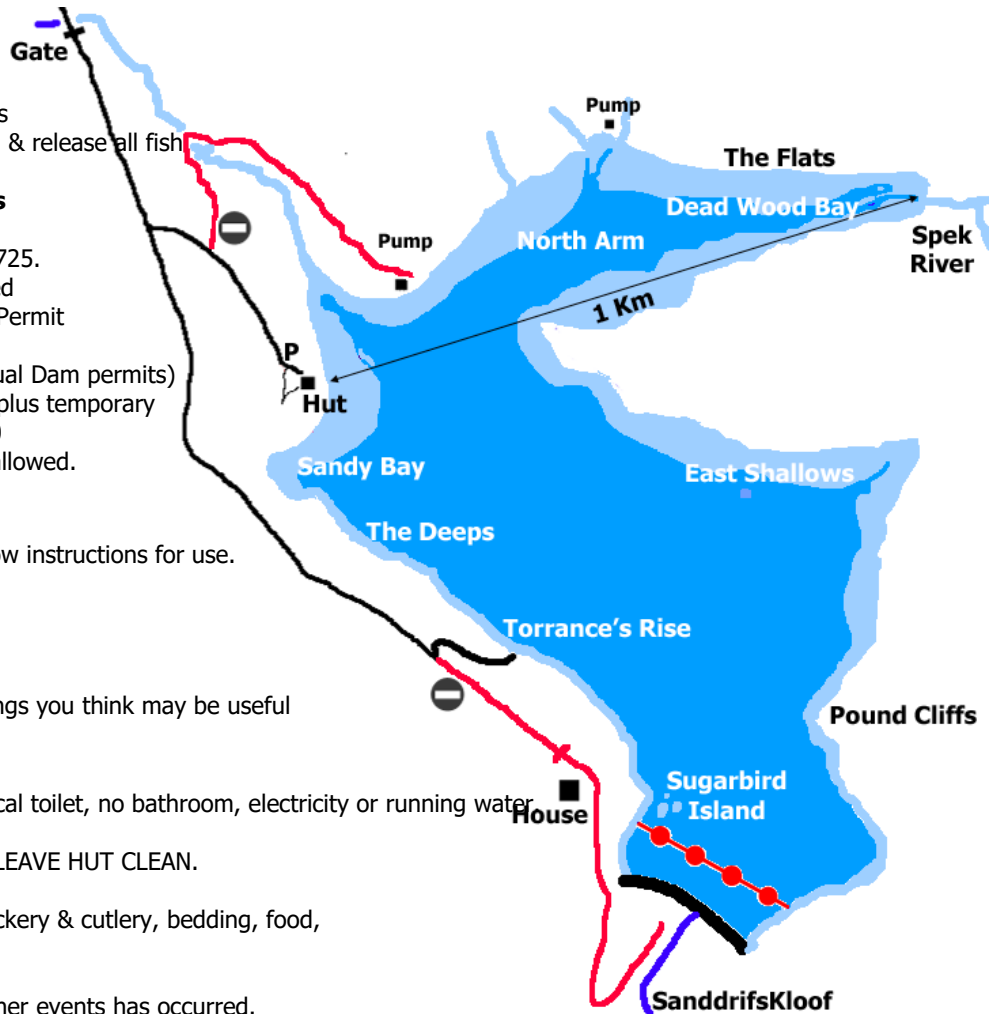 Gate
s
& release all fish
s
725.
ed
Permit
ual Dam permits)
plus temporary
)
allowed.
ow instructions for use.
ngs you think may be useful
cal toilet, no bathroom, electricity or running water.
LEAVE HUT CLEAN.
ckery & cutlery, bedding, food,
her events has occurred.
Pump
The Flats
Dead Wood Bay
North Arm
Spek
River
Pump
1 Km
P
Hut
Sandy Bay
East Shallows
The Deeps
Torrance's Rise
Pound Cliffs
Sugarbird
Island
House
SanddrifsKloof